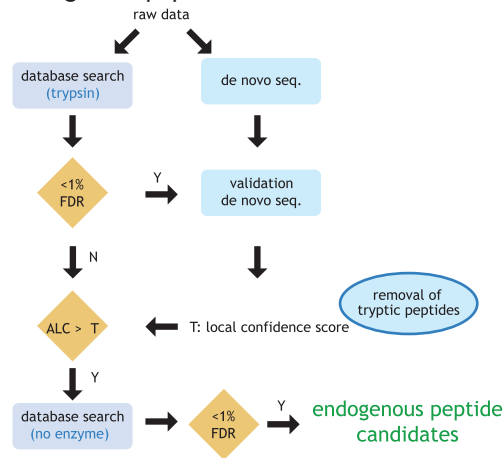 raw data
database search
(trypsin)
de novo seq.
<1%
FDR
Y
validation
de novo seq.
N
removal of
tryptic peptides
ALC > T
T: local confidence score
Y
database search
(no enzyme)
<1%
FDR
Y
endogenous peptide
candidates